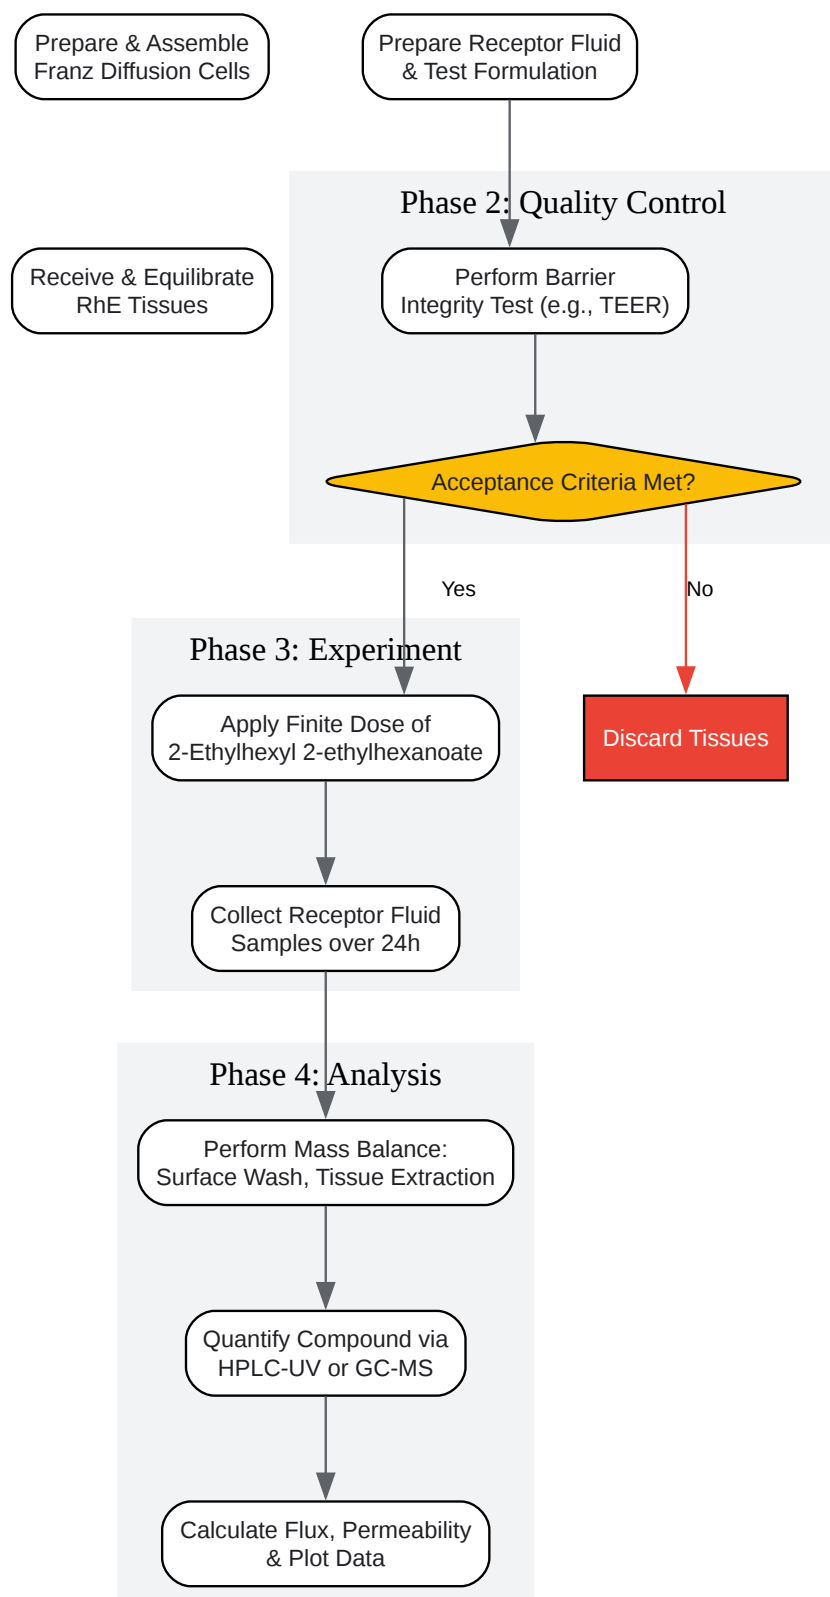 Prepare & Assemble
Franz Diffusion Cells
Prepare Receptor Fluid
& Test Formulation
Phase 2: Quality Control
Receive & Equilibrate
RhE Tissues
Perform Barrier
Integrity Test (e.g., TEER)
Acceptance Criteria Met?
Yes
No
Phase 3: Experiment
Apply Finite Dose of
2-Ethylhexyl 2-ethylhexanoate
Discard Tissues
Collect Receptor Fluid
Samples over 24h
Phase 4: Analysis
Perform Mass Balance:
Surface Wash, Tissue Extraction
Quantify Compound via
HPLC-UV or GC-MS
Calculate Flux, Permeability
& Plot Data